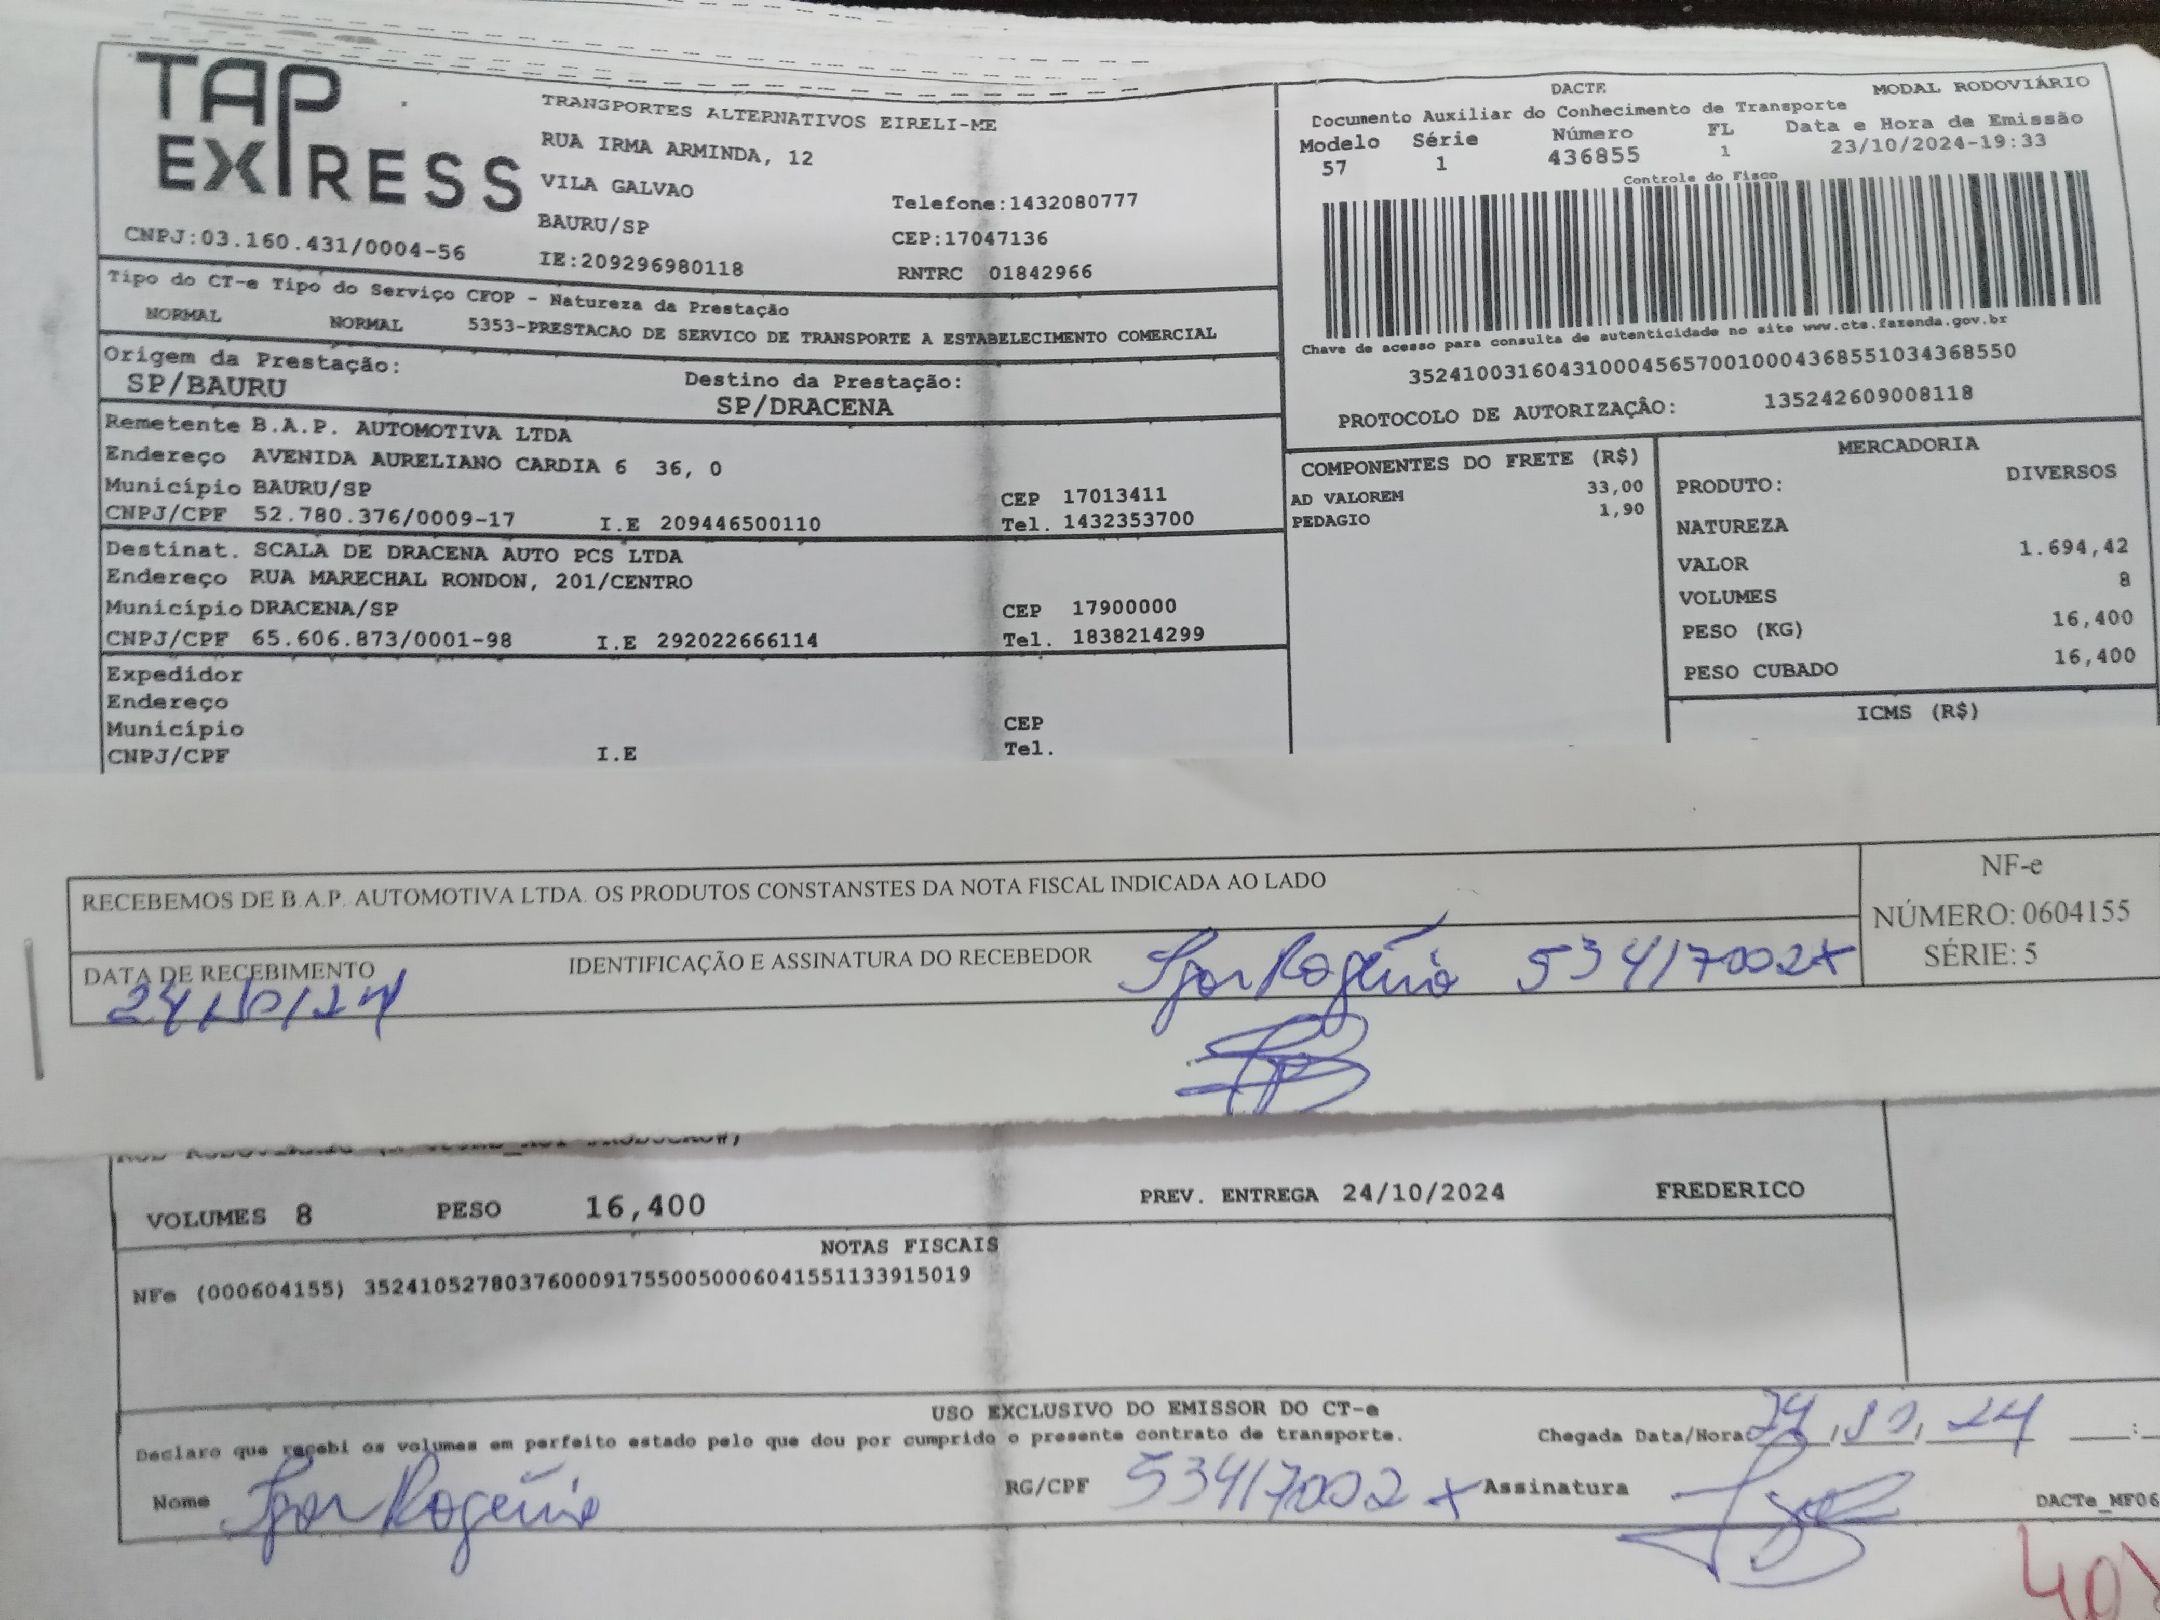 TAP EXPRESS
TRANSPORTES ALTERNATIVOS EIRELI-ME
RUA IRMA ARMINDA, 12
VILA GALVAO
Telefone:1432080777
BAURU/SP
CEP:17047136
CNPJ:03.160.431/0004-56
IE:209296980118
RNTRC 01842966
DACTE
MODAL RODOVIÁRIO
Documento Auxiliar do Conhecimento de Transporte
Modelo Série Número FL Data e Hora de Emissão
57 1 436855 1 23/10/2024-19:33
Controle do Fisco
Chave de acesso para consulta de autenticidade no site www.cte.fazenda.gov.br
35241003160431000456570010004368551034368550
PROTOCOLO DE AUTORIZAÇÃO: 135242609008118
Tipo do CT-e Tipo do Serviço CFOP - Natureza da Prestação
NORMAL NORMAL 5353-PRESTACAO DE SERVICO DE TRANSPORTE A ESTABELECIMENTO COMERCIAL
Origem da Prestação: Destino da Prestação:
SP/BAURU SP/DRACENA
Remetente B.A.P. AUTOMOTIVA LTDA
Endereço AVENIDA AURELIANO CARDIA 6 36, 0
Município BAURU/SP CEP 17013411
CNPJ/CPF 52.780.376/0009-17 I.E 209446500110 Tel. 1432353700
Destinat. SCALA DE DRACENA AUTO PCS LTDA
Endereço RUA MARECHAL RONDON, 201/CENTRO
Município DRACENA/SP CEP 17900000
CNPJ/CPF 65.606.873/0001-98 I.E 292022666114 Tel. 1838214299
Expedidor
Endereço
Município CEP
CNPJ/CPF I.E Tel.
COMPONENTES DO FRETE (R$)
AD VALOREM 33,00
PEDAGIO 1,90
MERCADORIA
PRODUTO: DIVERSOS
NATUREZA
VALOR 1.694,42
VOLUMES 8
PESO (KG) 16,400
PESO CUBADO 16,400
ICMS (R$)
RECEBEMOS DE B.A.P. AUTOMOTIVA LTDA. OS PRODUTOS CONSTANSTES DA NOTA FISCAL INDICADA AO LADO
NF-e
NÚMERO: 0604155
SÉRIE: 5
DATA DE RECEBIMENTO IDENTIFICAÇÃO E ASSINATURA DO RECEBEDOR
24/10/24 Igor Rogério 53417002x
VOLUMES 8 PESO 16,400 PREV. ENTREGA 24/10/2024 FREDERICO
NOTAS FISCAIS
NFe (000604155) 35241052780376000917550050006041551133915019
USO EXCLUSIVO DO EMISSOR DO CT-e
Declaro que recebi os volumes em perfeito estado pelo que dou por cumprido o presente contrato de transporte. Chegada Data/Hora 24/10/24 __:_
Nome Igor Rogério RG/CPF 53417002x Assinatura
DACTe_MF06